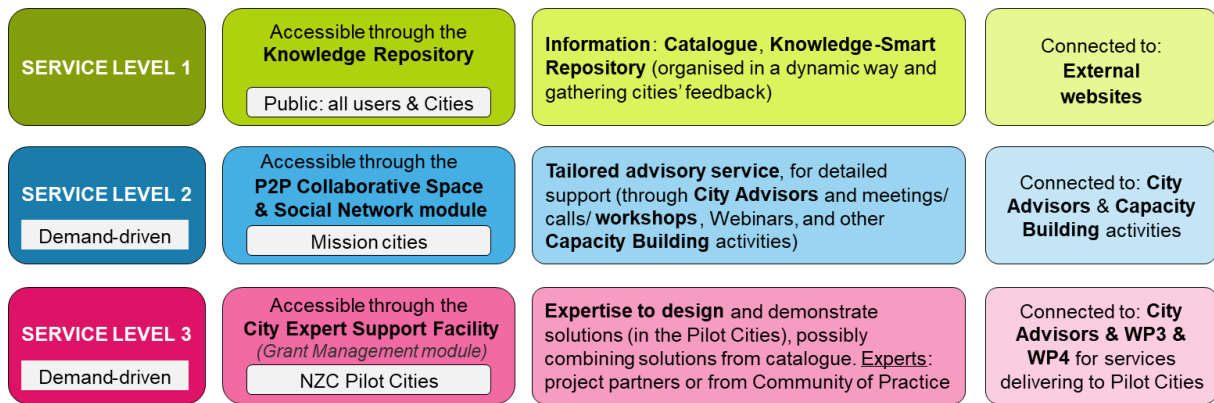 SERVICE LEVEL 1
Accessible through the
Knowledge Repository
Public: all users & Cities
Information: Catalogue, Knowledge-Smart
Repository (organised in a dynamic way and
gathering cities' feedback)
Connected to:
External
websites
SERVICE LEVEL 2
Demand-driven
Accessible through the
P2P Collaborative Space
& Social Network module
Mission cities
Tailored advisory service, for detailed
support (through City Advisors and meetings/
calls/ workshops, Webinars, and other
Capacity Building activities)
Connected to: City
Advisors & Capacity
Building activities
SERVICE LEVEL 3
Demand-driven
Accessible through the
City Expert Support Facility
(Grant Management module)
NZC Pilot Cities
Expertise to design and demonstrate
solutions (in the Pilot Cities), possibly
combining solutions from catalogue. Experts:
project partners or from Community of Practice
Connected to: City
Advisors & WP3 &
WP4 for services
delivering to Pilot Cities